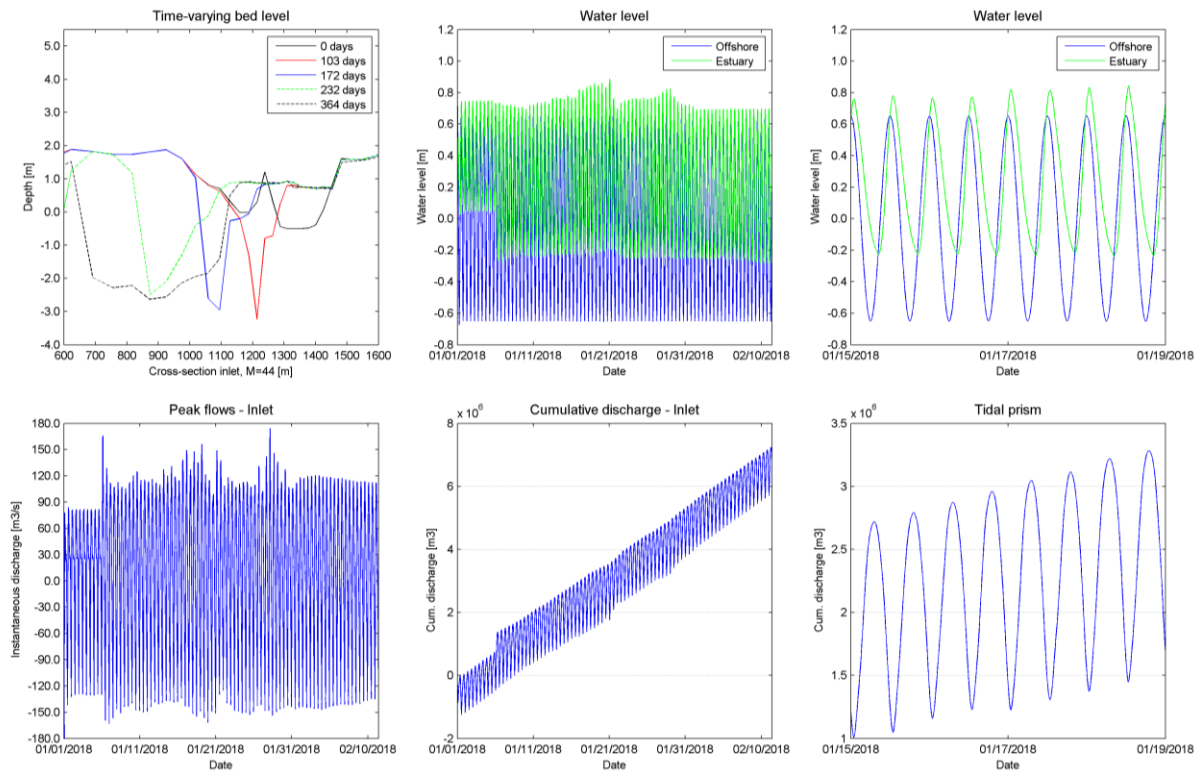 Time-varying bed level
5.0
4.0
3.0
2.0
1.0
0.0
-1.0
-2.0
-3.0
-4.0
Depth [m]
0 days
103 days
172 days
232 days
364 days
600 700 800 900 1000 1100 1200 1300 1400 1500 1600
Cross-section inlet, M=44 [m]
Water level
1.2
1.0
0.8
0.6
0.4
0.2
0.0
-0.2
-0.4
-0.6
-0.8
Water level [m]
Offshore
Estuary
01/01/2018 01/11/2018 01/21/2018 01/31/2018 02/10/2018
Date
Water level
1.2
1.0
0.8
0.6
0.4
0.2
0.0
-0.2
-0.4
-0.6
-0.8
Water level [m]
Offshore
Estuary
01/15/2018 01/17/2018 01/19/2018
Date
Peak flows - Inlet
180.0
150.0
120.0
90.0
60.0
30.0
0.0
-30.0
-60.0
-90.0
-120.0
-150.0
-180.0
Instantaneous discharge [m3/s]
01/01/2018 01/11/2018 01/21/2018 01/31/2018 02/10/2018
Date
Cumulative discharge - Inlet
x 10^6
8
6
4
2
0
-2
Cum. discharge [m3]
01/01/2018 01/11/2018 01/21/2018 01/31/2018 02/10/2018
Date
Tidal prism
x 10^6
3.5
3
2.5
2
1.5
1
Cum. discharge [m3]
01/15/2018 01/17/2018 01/19/2018
Date